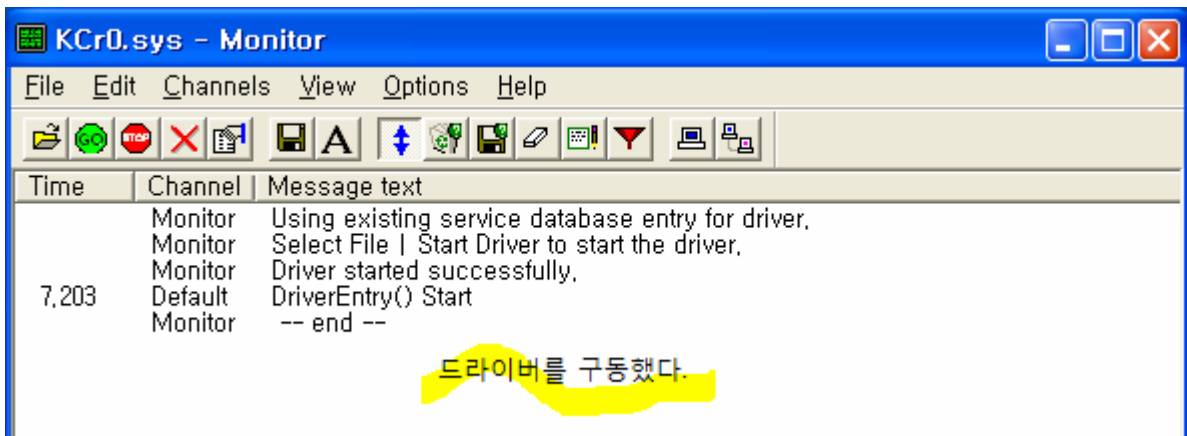 KCr0.sys - Monitor
File Edit Channels View Options Help
GO STOP A
Time Channel Message text
Monitor Using existing service database entry for driver,
Monitor Select File | Start Driver to start the driver,
Monitor Driver started successfully,
7,203 Default DriverEntry() Start
Monitor -- end --
드라이버를 구동했다.